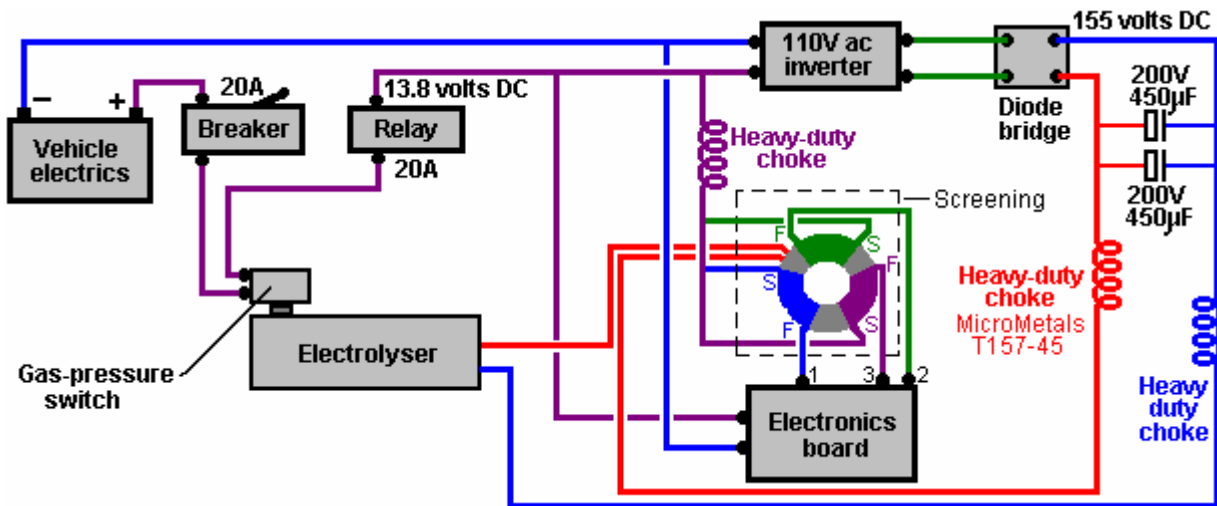 155 volts DC
110V ac
inverter
−
+
20A
Breaker
13.8 volts DC
Relay
20A
Vehicle
electrics
Diode
bridge
200V
450µF
200V
450µF
Heavy-duty
choke
Screening
F
S
F
S
S
F
Heavy-duty
choke
MicroMetals
T157-45
Electrolyser
Gas-pressure
switch
1
3
2
Electronics
board
Heavy
duty
choke